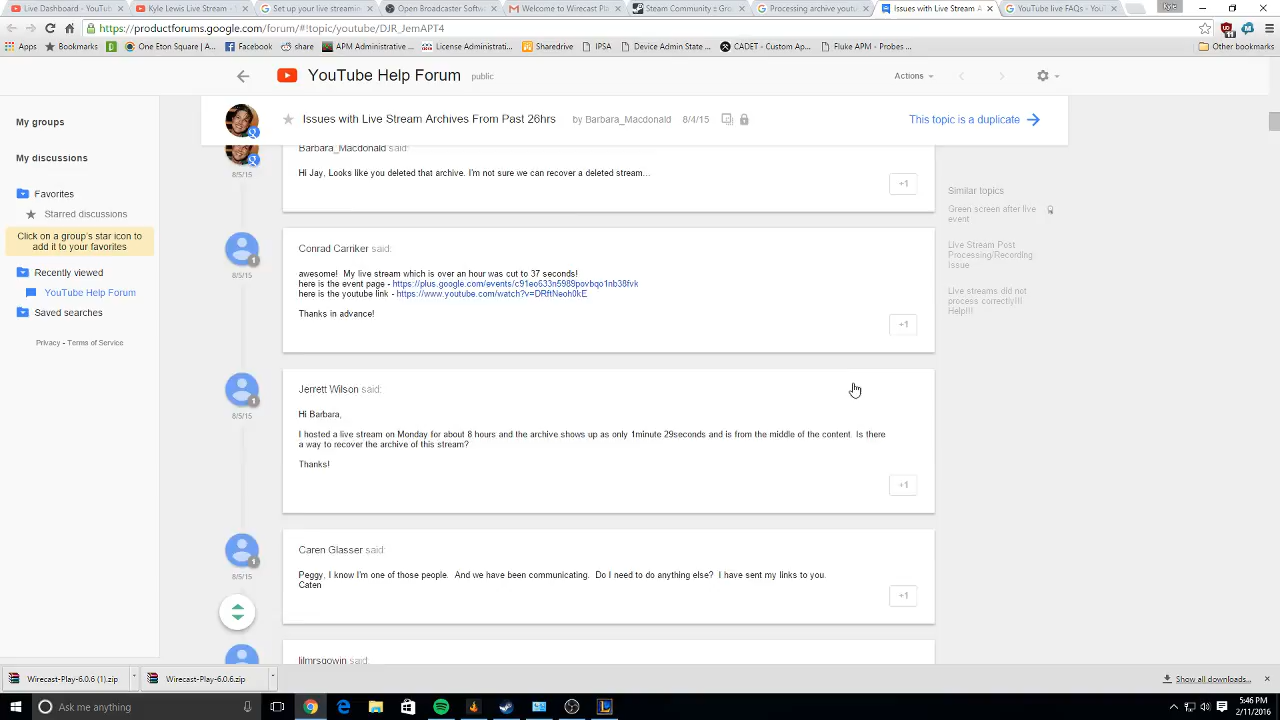 Live Dashboard - YouTu
Kyle Lewis Live Stream -
Set up your live streamin
Open Broadcaster Softw
Welcome to Wirecast Pl
Steam Community :: Gro
Processing archive yout
Issues with Live Stream A
YouTube live FAQs - You
Kyle
https://productforums.google.com/forum/#!topic/youtube/DJR_JemAPT4
Apps
Bookmarks
One Eton Square |...
Facebook
share
APM Administrative...
License Administrati...
Sharedrive
IPSA
Device Admin State ...
CADET - Custom Ap...
Fluke APM - Probes ...
Other bookmarks
YouTube Help Forum public
Actions
My groups
My discussions
Favorites
Starred discussions
Click on a group's star icon to
add it to your favorites
Recently viewed
YouTube Help Forum
Saved searches
Privacy - Terms of Service
Issues with Live Stream Archives From Past 26hrs by Barbara_Macdonald 8/4/15
This topic is a duplicate
Barbara_Macdonald said:
8/5/15
Hi Jay, Looks like you deleted that archive. I'm not sure we can recover a deleted stream...
+1
Conrad Carriker said:
1
8/5/15
awesome! My live stream which is over an hour was cut to 37 seconds!
here is the event page - https://plus.google.com/events/c91eo633n5989povbqo1nb38fvk
here is the youtube link - https://www.youtube.com/watch?v=DRftNeoh0kE
Thanks in advance!
+1
Jerrett Wilson said:
1
8/5/15
Hi Barbara,
I hosted a live stream on Monday for about 8 hours and the archive shows up as only 1minute 29seconds and is from the middle of the content. Is there
a way to recover the archive of this stream?
Thanks!
+1
Caren Glasser said:
1
8/5/15
Peggy, I know I'm one of those people. And we have been communicating. Do I need to do anything else? I have sent my links to you.
Caten
+1
lilmrsgowin said:
Similar topics
Green screen after live
event
Live Stream Post
Processing/Recording
Issue
Live streams did not
process correctly!!!
Help!!!
Wirecast-Play-6.0.6 (1).zip
Wirecast-Play-6.0.6.zip
Show all downloads...
Ask me anything
5:46 PM
2/11/2016